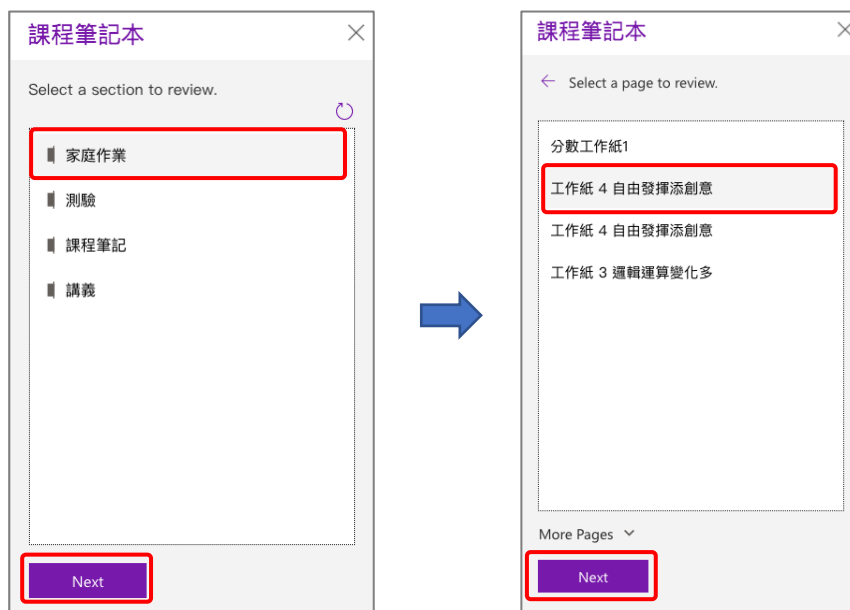 課程筆記本
Select a section to review.
家庭作業
測驗
課程筆記
講義
Next
課程筆記本
Select a page to review.
分數工作紙1
工作紙 4 自由發揮添創意
工作紙 4 自由發揮添創意
工作紙 3 邏輯運算變化多
More Pages
Next